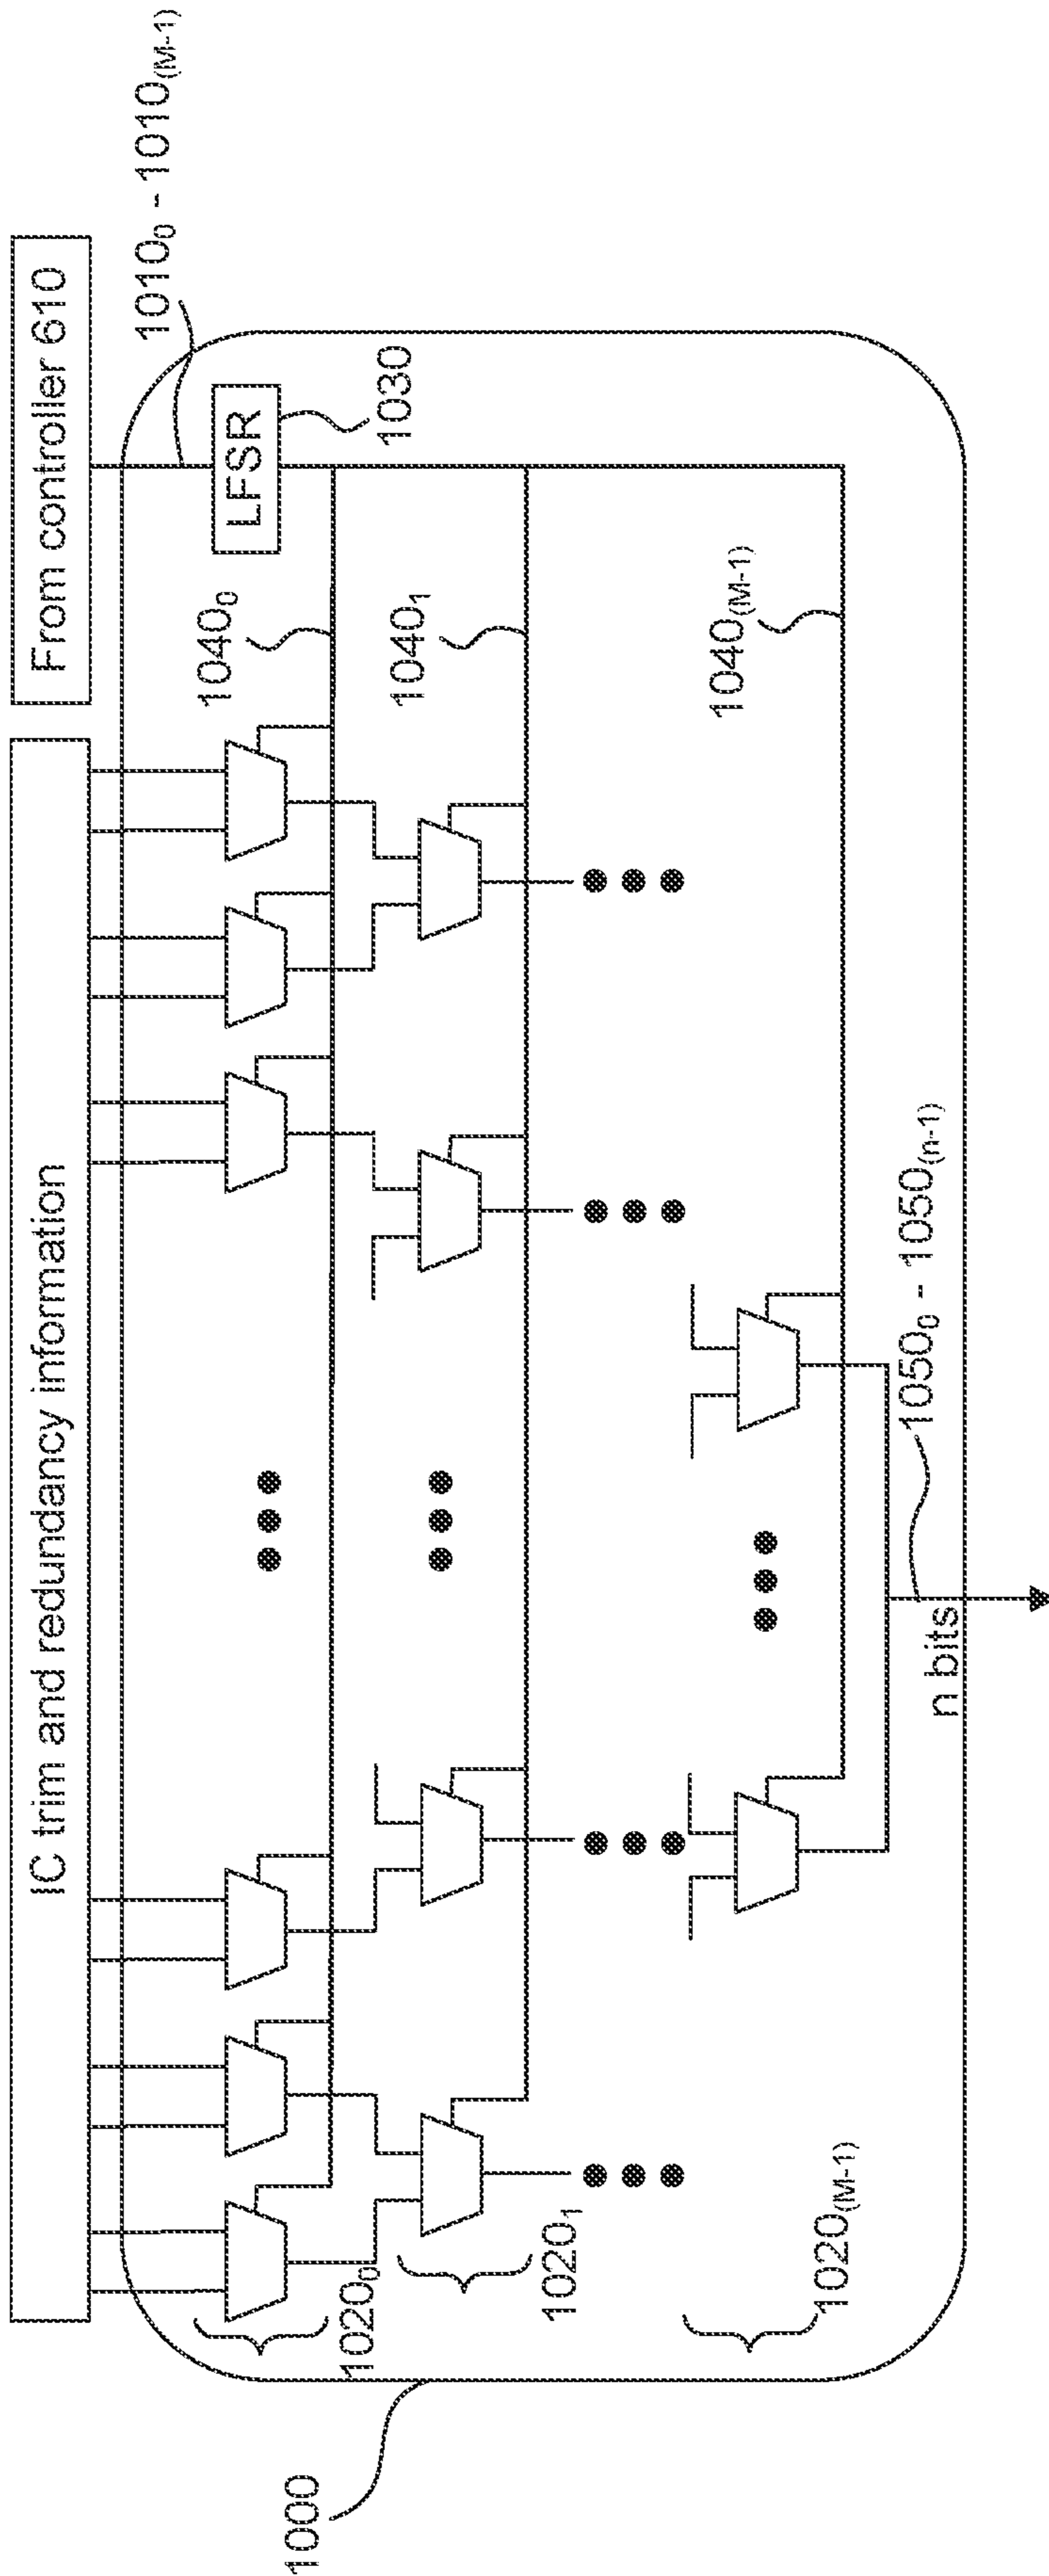 IC trim and redundancy information
From controller 610
1010₀ - 1010₍M-1₎
LFSR
1030
1040₀
1040₁
1040₍M-1₎
1020₀
1020₁
1020₍M-1₎
1000
n bits
1050₀ - 1050₍n-1₎